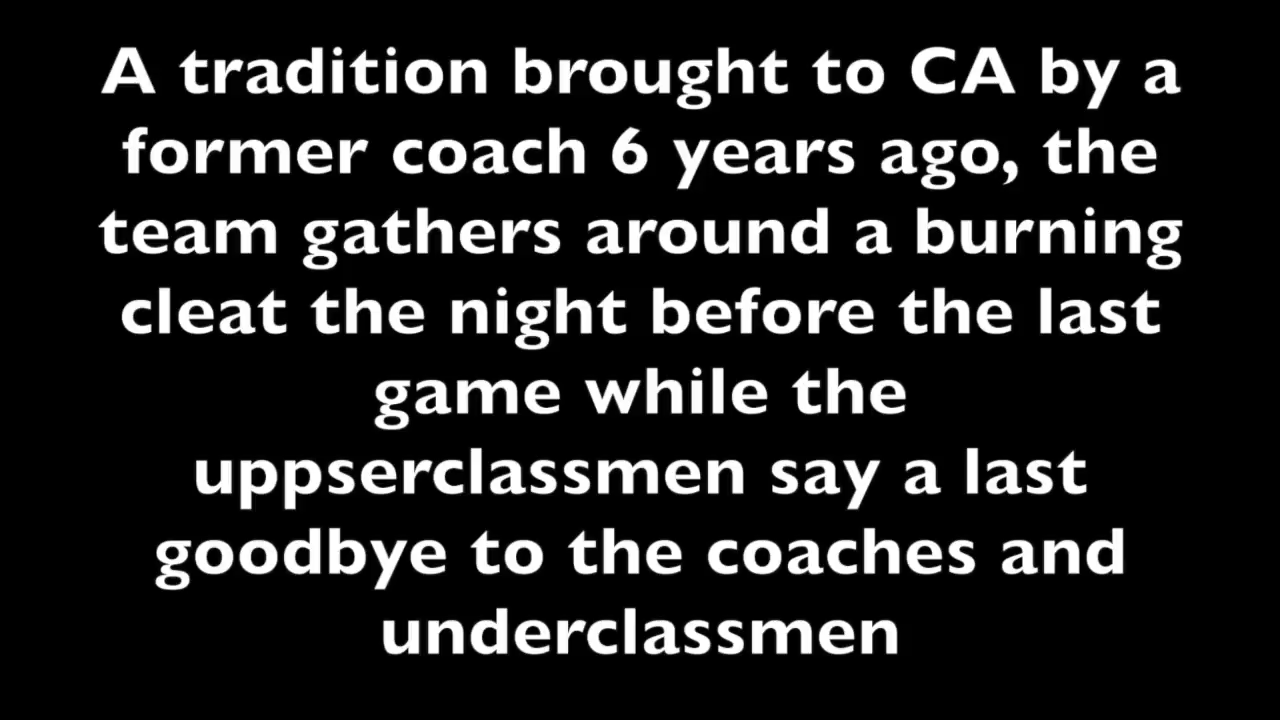 A tradition brought to CA by a
former coach 6 years ago, the
team gathers around a burning
cleat the night before the last
game while the
uppserclassmen say a last
goodbye to the coaches and
underclassmen